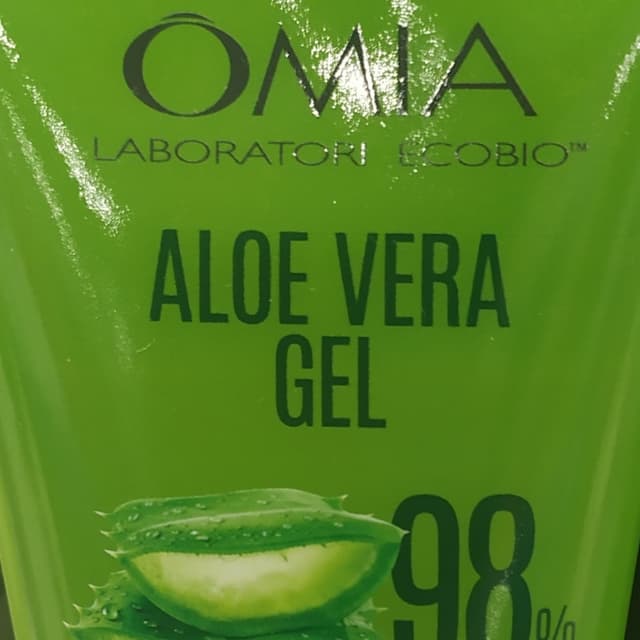 ÔMIA
LABORATORI ECOBIO™
ALOE VERA
GEL
98%